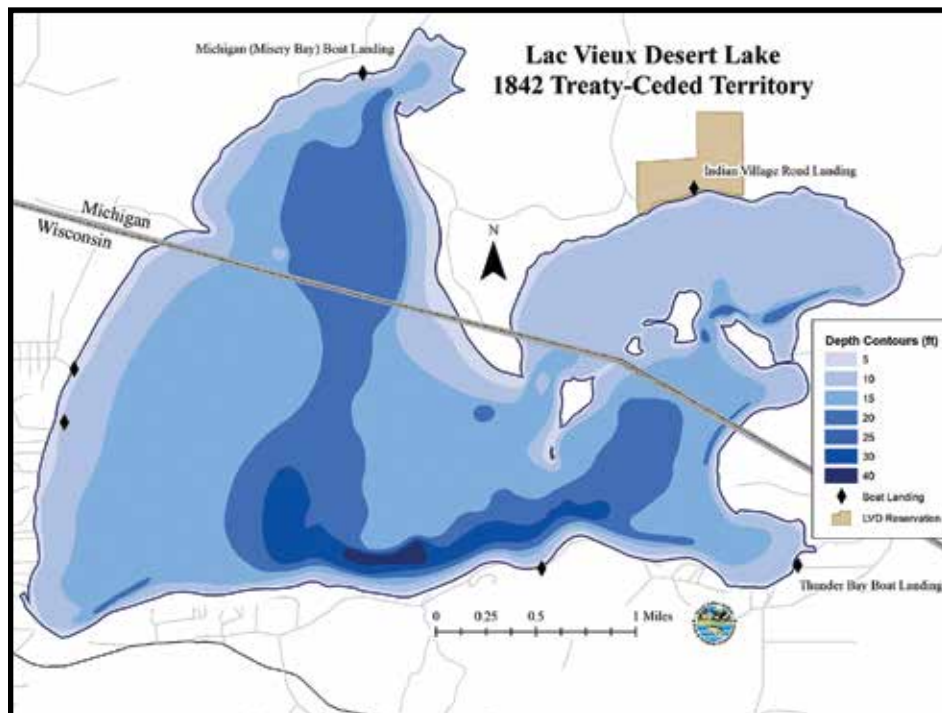 Lac Vieux Desert Lake
1842 Treaty-Ceded Territory
Michigan (Misery Bay) Boat Landing
Indian Village Road Landing
Michigan
Wisconsin
N
Depth Contours (ft)
5
10
15
20
25
30
40
Boat Landing
LVD Reservation
Thunder Bay Boat Landing
0 0.25 0.5 1 Miles